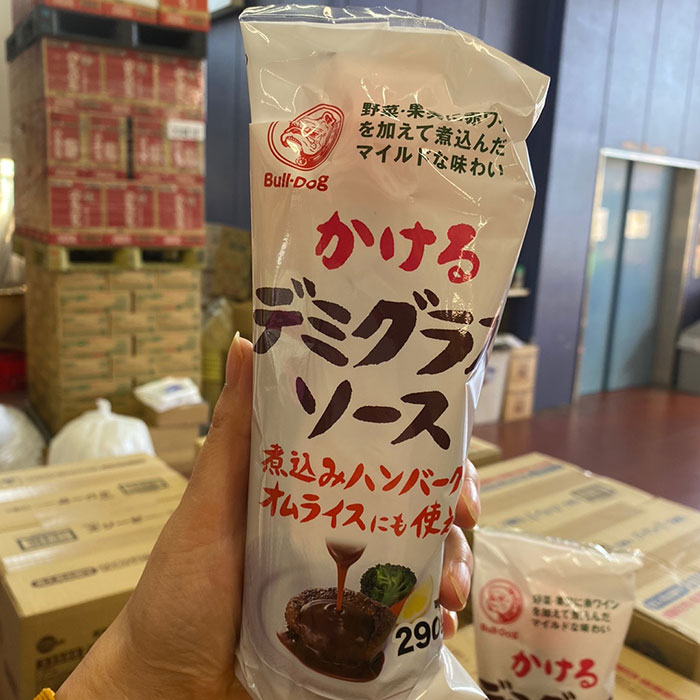 野菜・果実に赤ワ
を加えて煮込んだ
マイルドな味わい
Bull-Dog
かける
デミグラス
ソース
煮込みハンバーグ
オムライスにも使え
290
野菜・果実に赤ワイン
を加えて煮込んだ
マイルドな味わい
Bull-Dog
かける
デミグラ